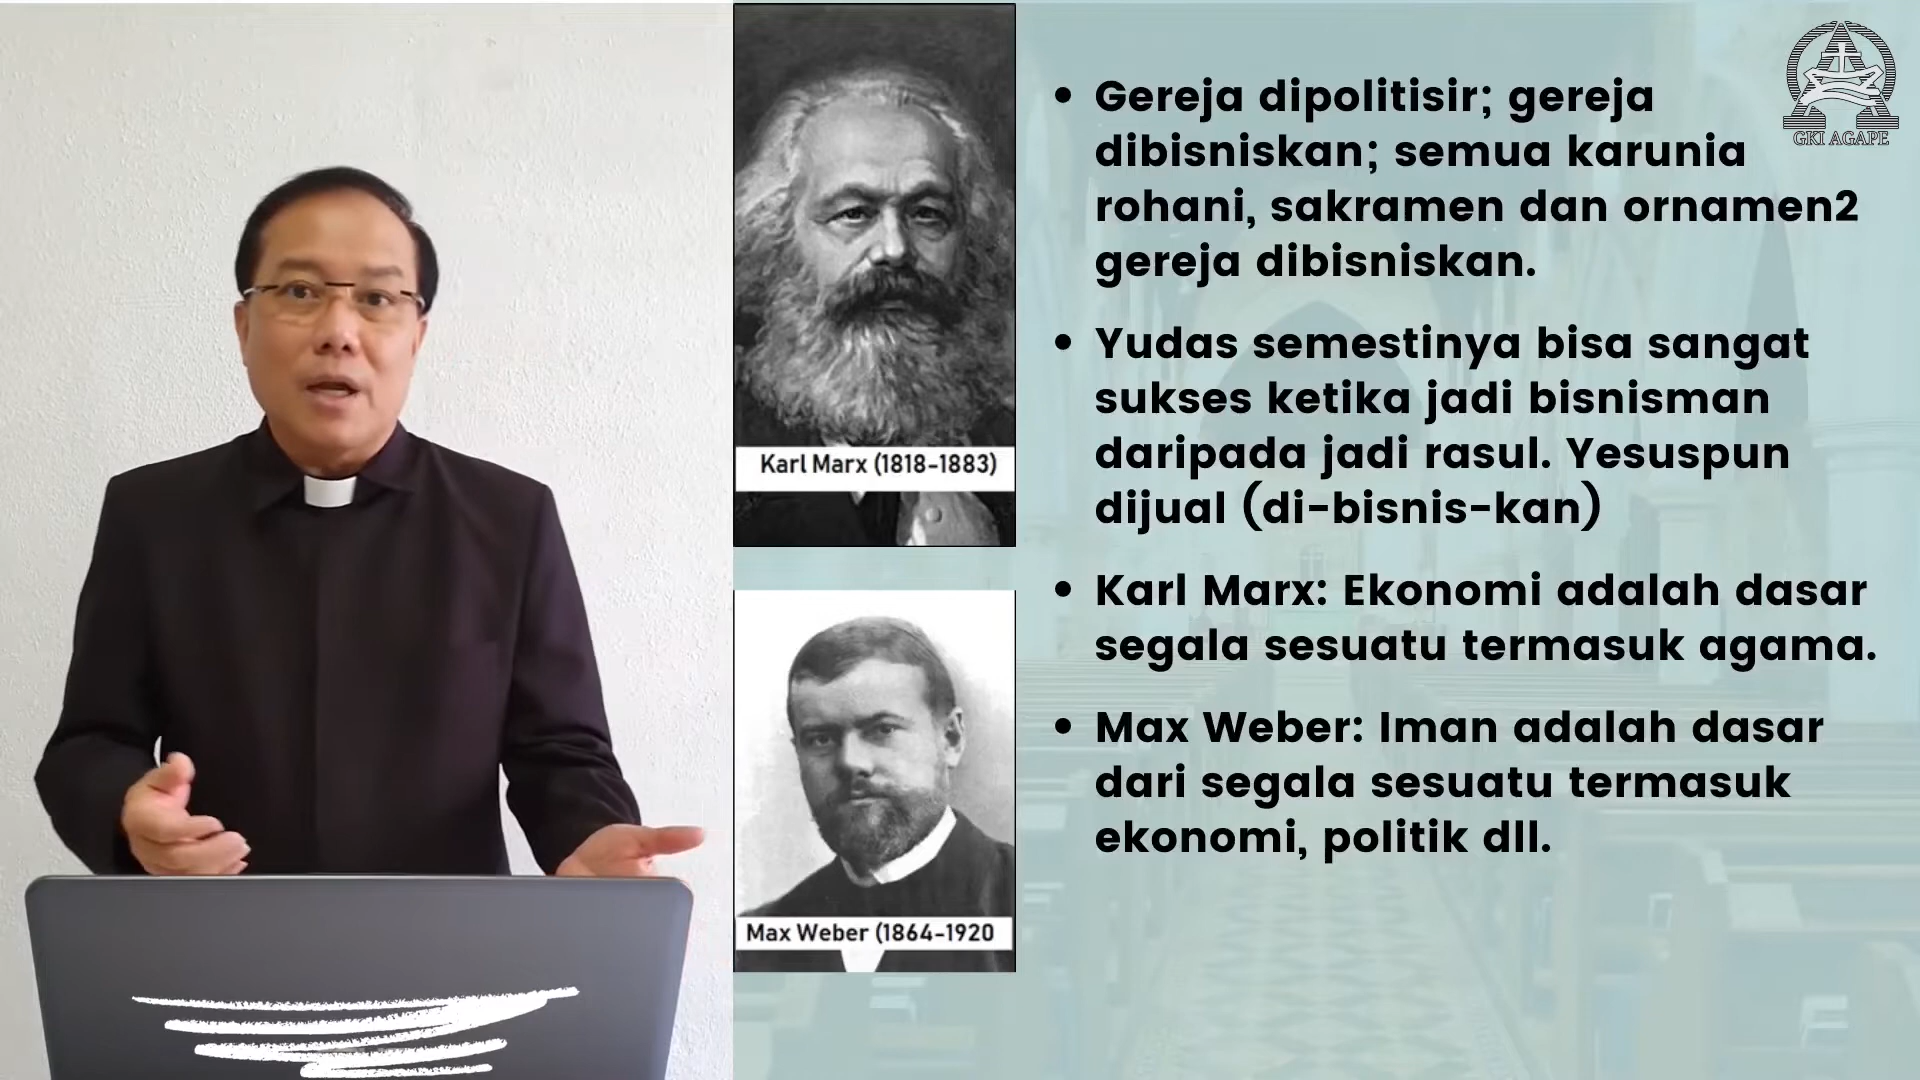 Karl Marx (1818-1883)
Max Weber (1864-1920
GKI AGAPE
• Gereja dipolitisir; gereja
dibisniskan; semua karunia
rohani, sakramen dan ornamen2
gereja dibisniskan.
• Yudas semestinya bisa sangat
sukses ketika jadi bisnisman
daripada jadi rasul. Yesuspun
dijual (di-bisnis-kan)
• Karl Marx: Ekonomi adalah dasar
segala sesuatu termasuk agama.
• Max Weber: Iman adalah dasar
dari segala sesuatu termasuk
ekonomi, politik dll.